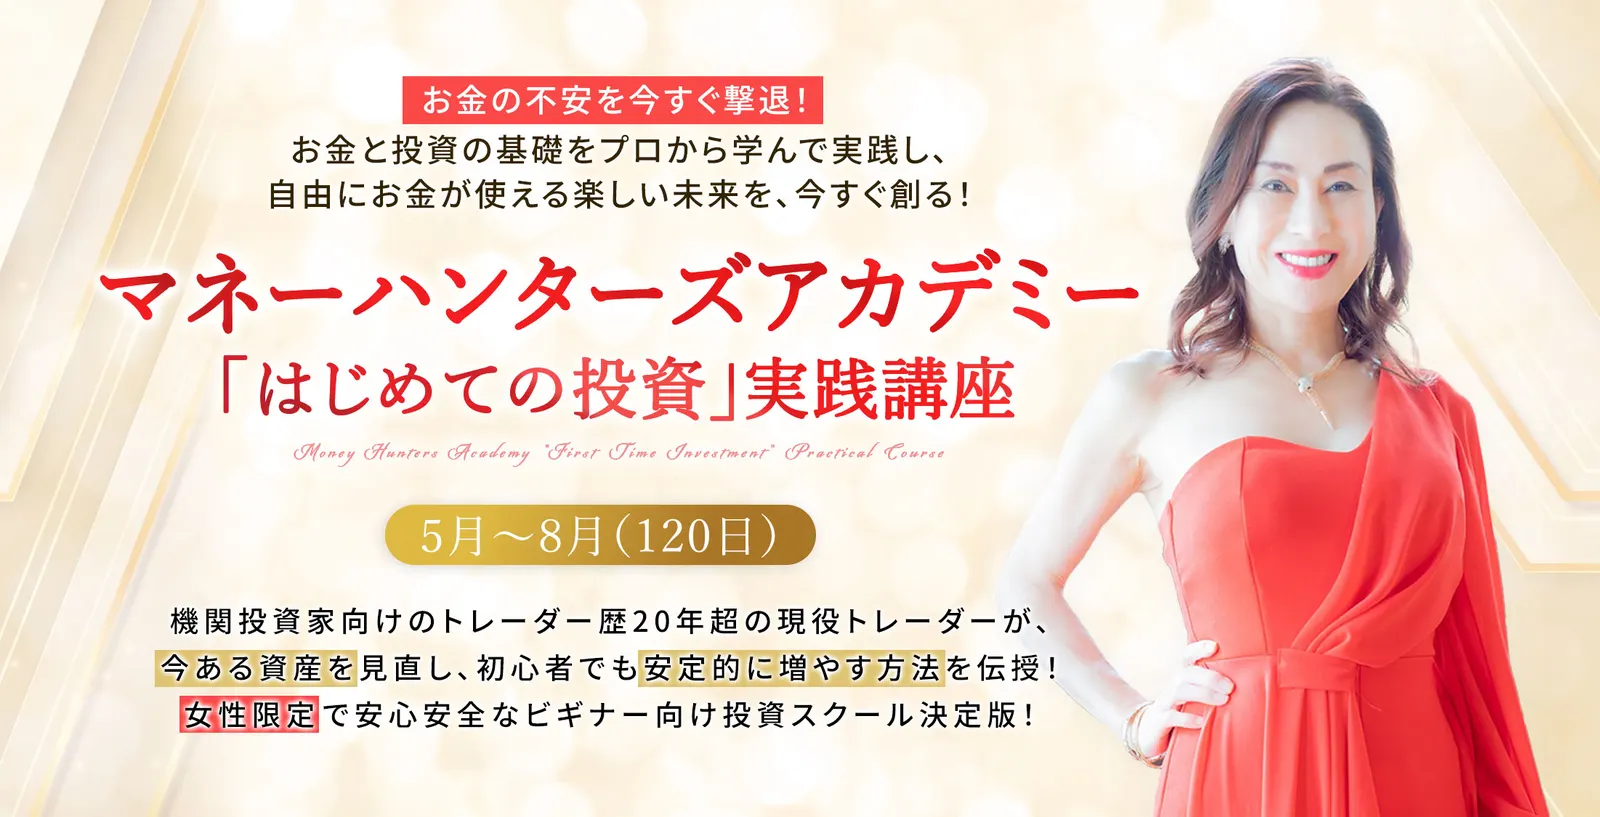 お金の不安を今すぐ撃退！
お金と投資の基礎をプロから学んで実践し、
自由にお金が使える楽しい未来を、今すぐ創る！
マネーハンターズアカデミー
「はじめての投資」実践講座
Money Hunters Academy "First Time Investment" Practical Course
5月〜8月（120日）
機関投資家向けのトレーダー歴20年超の現役トレーダーが、
今ある資産を見直し、初心者でも安定的に増やす方法を伝授！
女性限定で安心安全なビギナー向け投資スクール決定版！